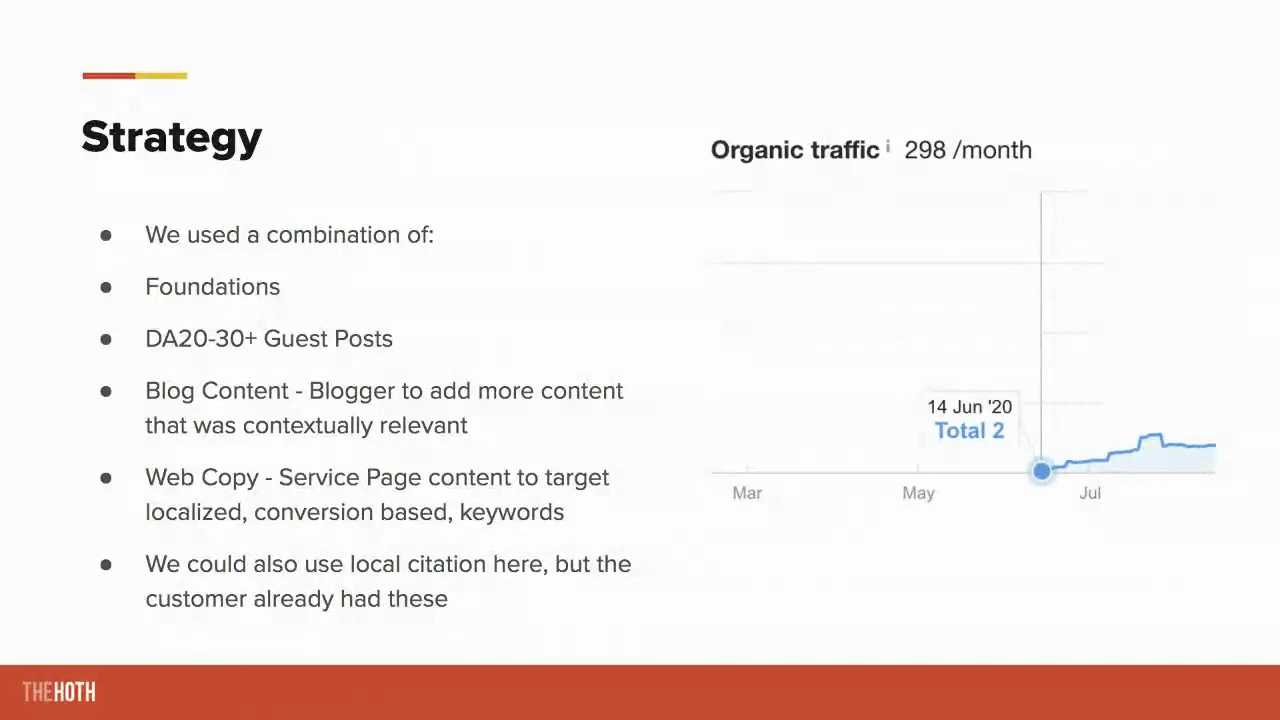 Strategy
● We used a combination of:
● Foundations
● DA20-30+ Guest Posts
● Blog Content - Blogger to add more content
that was contextually relevant
● Web Copy - Service Page content to target
localized, conversion based, keywords
● We could also use local citation here, but the
customer already had these
Organic traffic i 298 /month
14 Jun '20
Total 2
Mar May Jul
THEHOTH